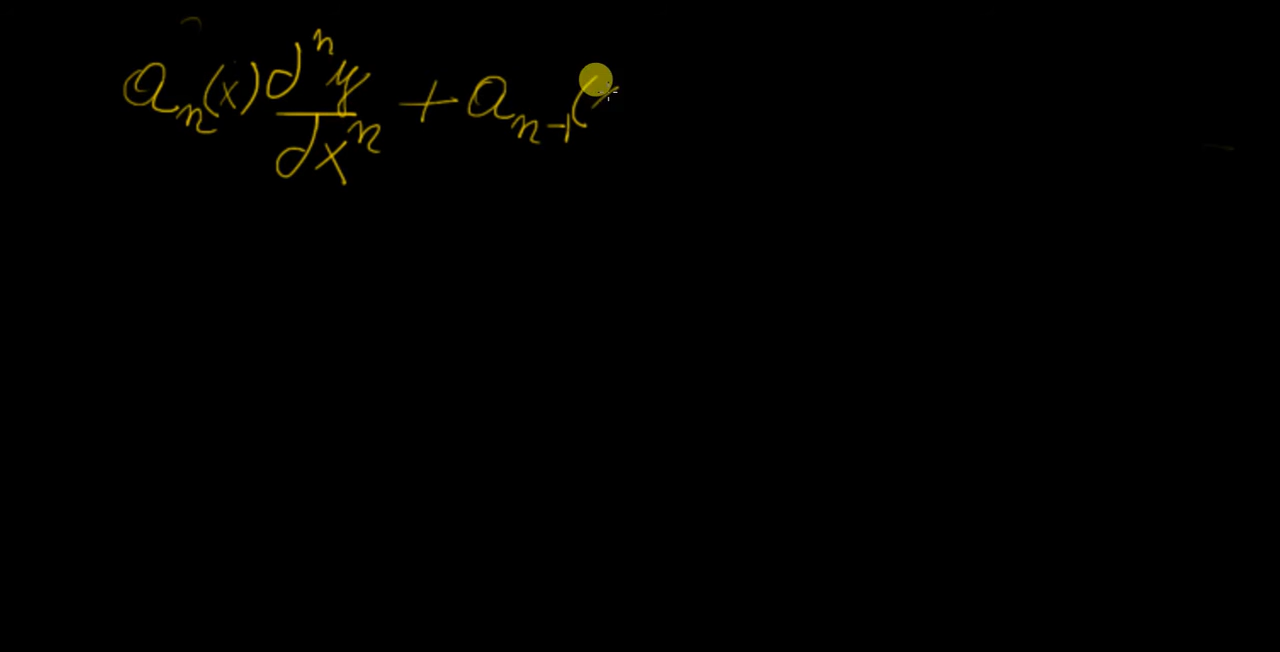 aₙ(x) dⁿy/dxⁿ + aₙ₋₁(